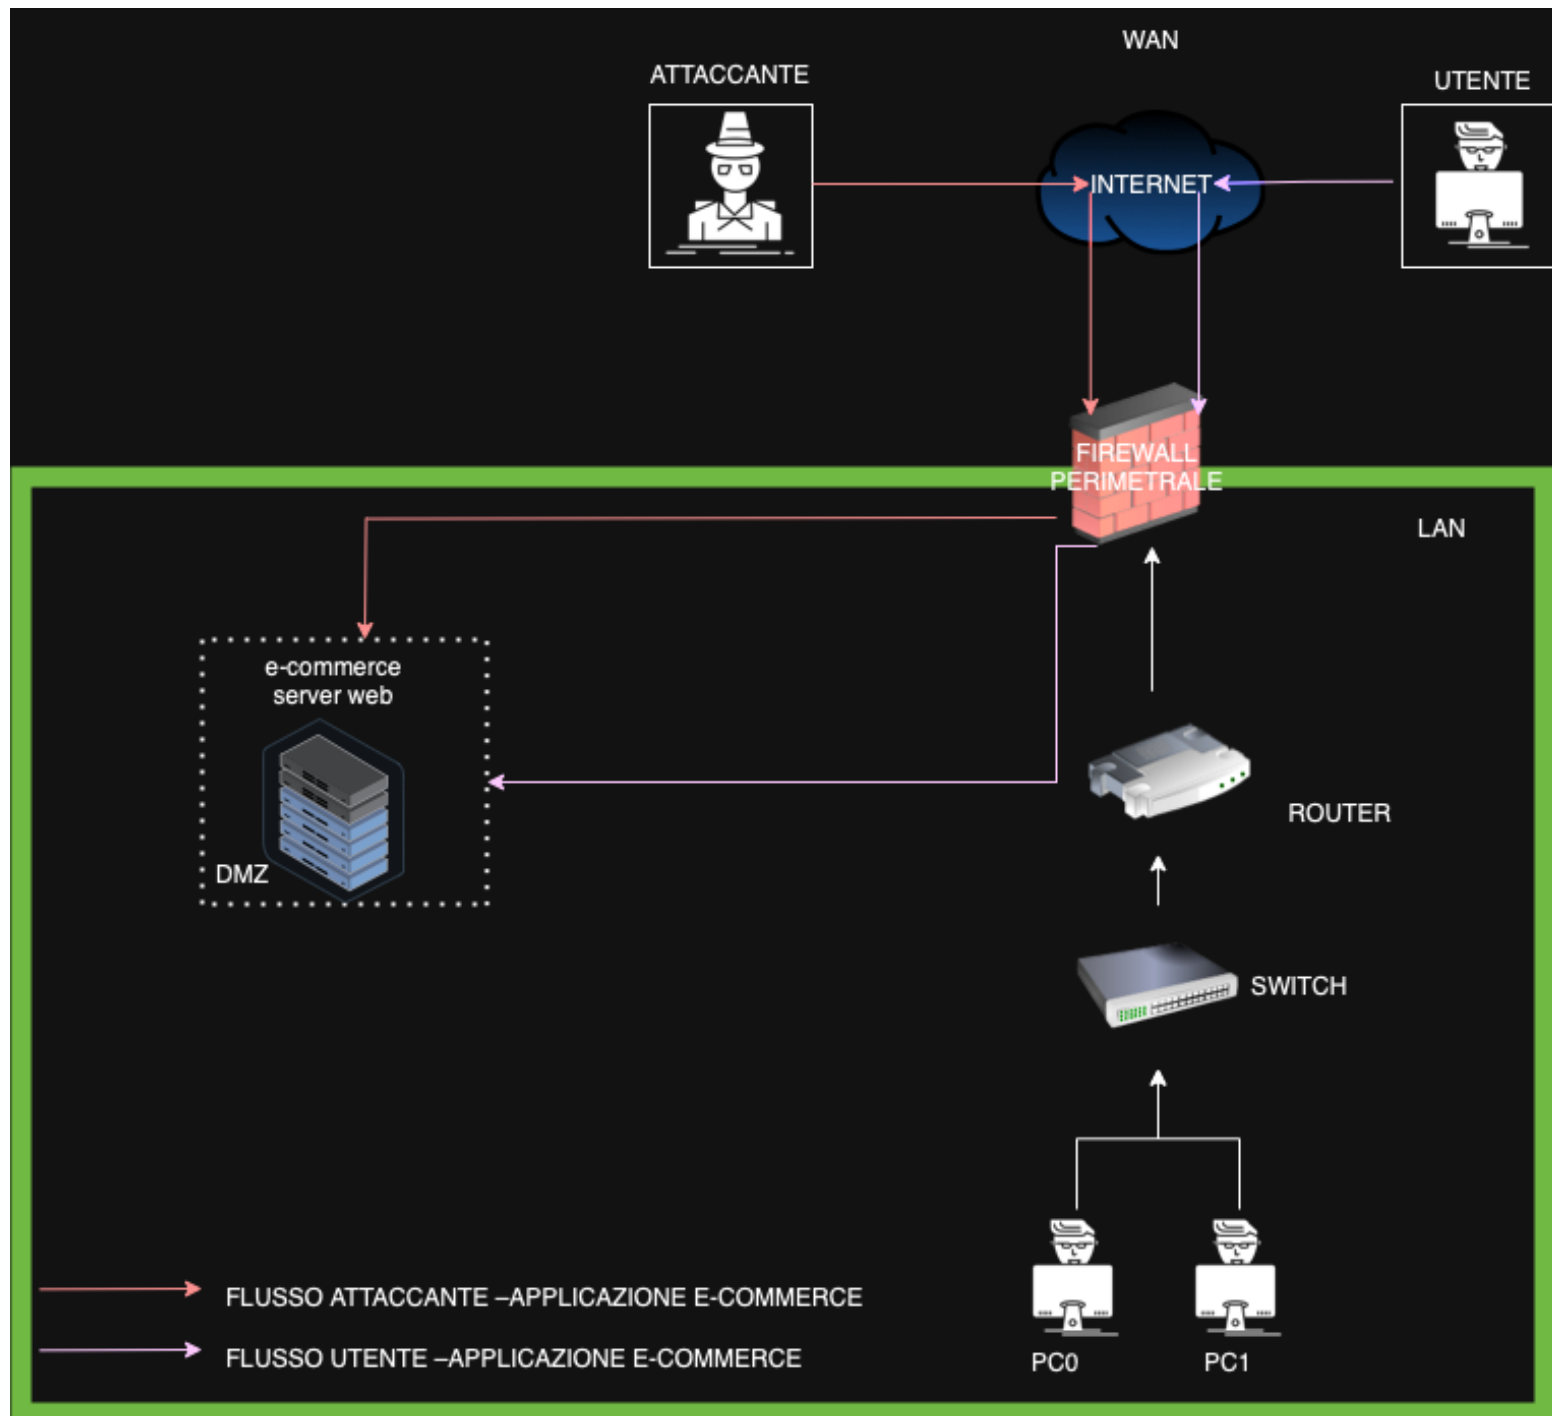 WAN
ATTACCANTE
UTENTE
INTERNET
FIREWALL
PERIMETRALE
LAN
e-commerce
server web
DMZ
ROUTER
SWITCH
FLUSSO ATTACCANTE –APPLICAZIONE E-COMMERCE
FLUSSO UTENTE –APPLICAZIONE E-COMMERCE
PC0
PC1